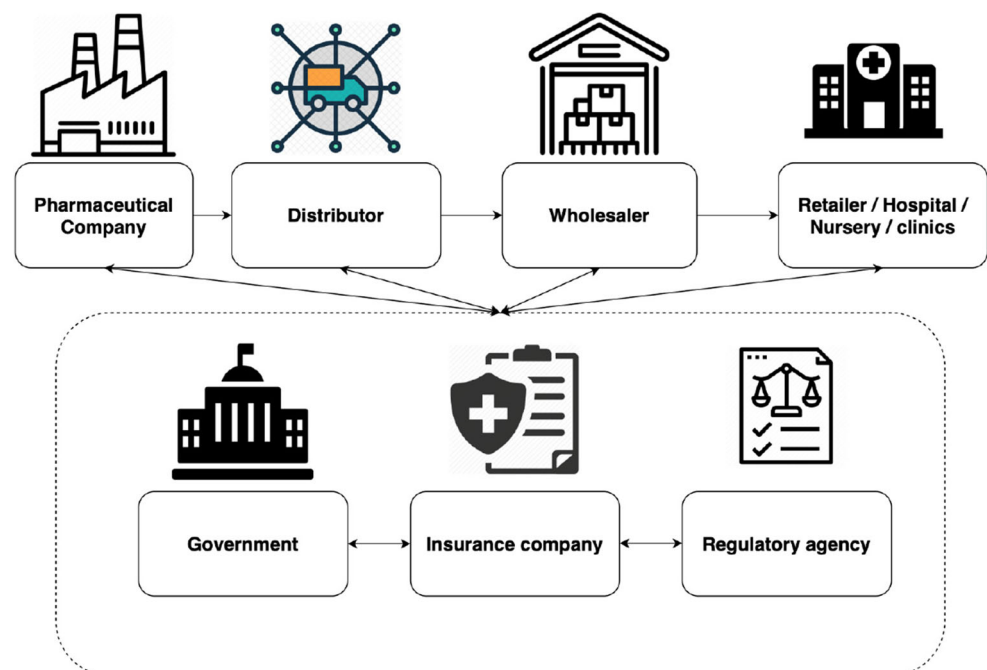 Pharmaceutical
Company
Distributor
Wholesaler
Retailer / Hospital /
Nursery / clinics
Government
Insurance company
Regulatory agency